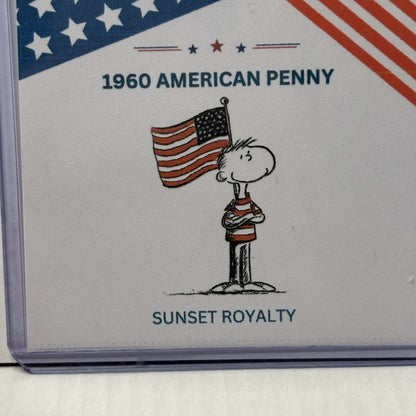 1960 AMERICAN PENNY
SUNSET ROYALTY